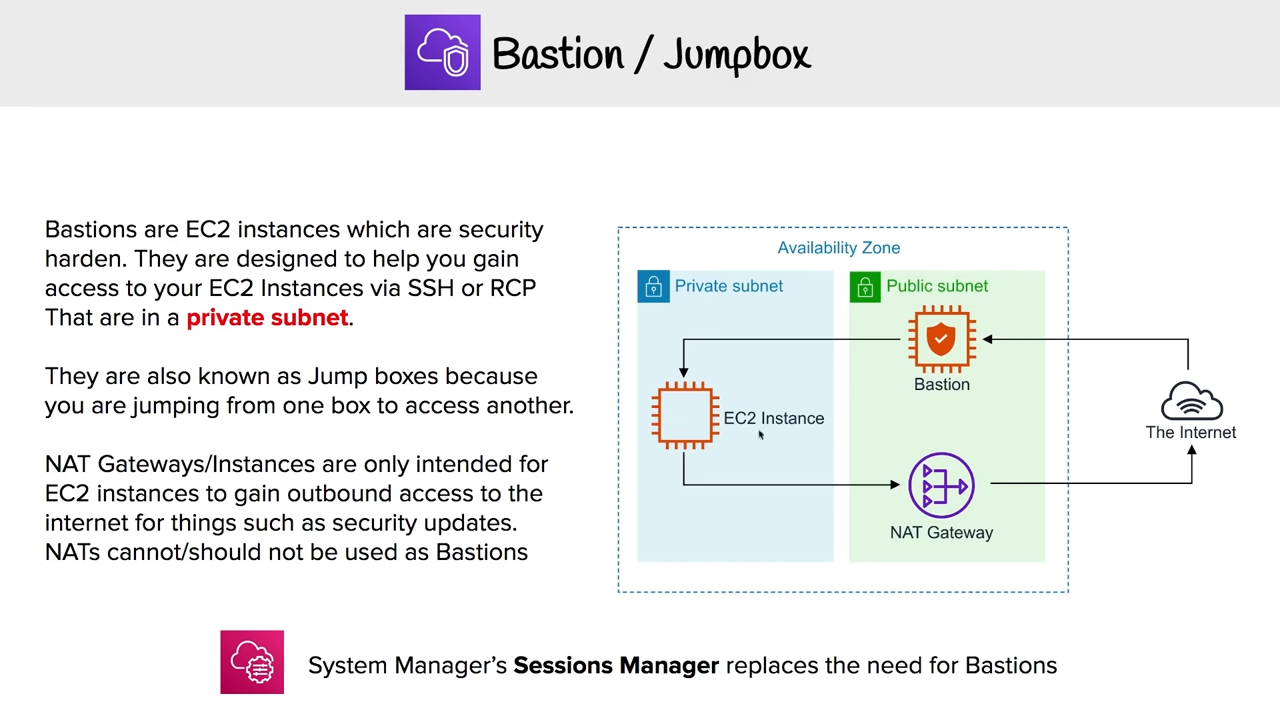 Bastion / Jumpbox
Bastions are EC2 instances which are security
harden. They are designed to help you gain
access to your EC2 Instances via SSH or RCP
That are in a private subnet.
They are also known as Jump boxes because
you are jumping from one box to access another.
NAT Gateways/Instances are only intended for
EC2 instances to gain outbound access to the
internet for things such as security updates.
NATs cannot/should not be used as Bastions
Availability Zone
Private subnet
Public subnet
Bastion
EC2 Instance
The Internet
NAT Gateway
System Manager’s Sessions Manager replaces the need for Bastions